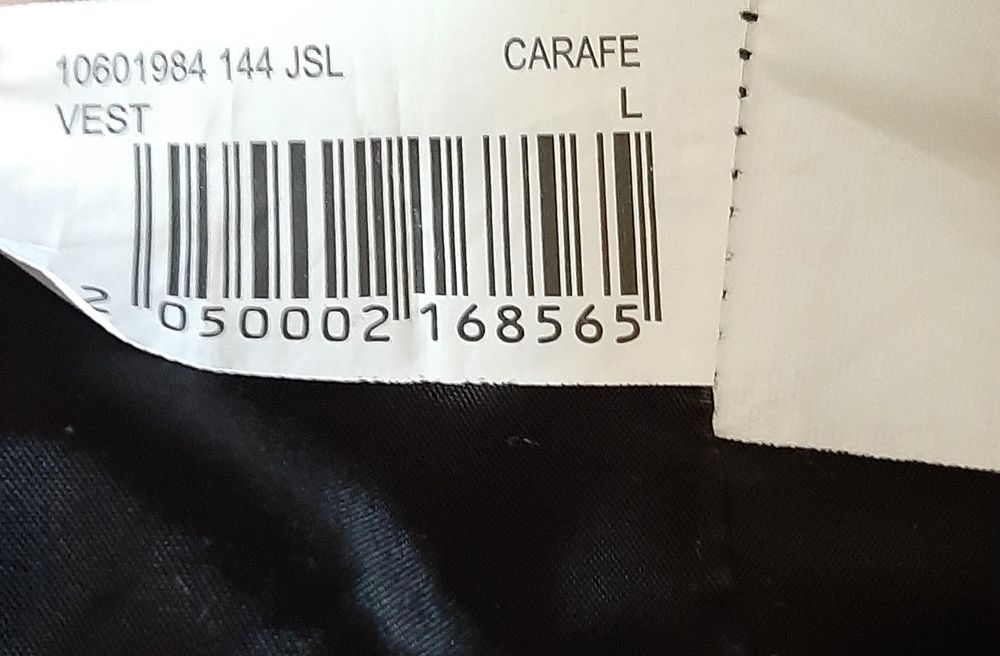 10601984 144 JSL CARAFE
VEST L
2 050002 168565